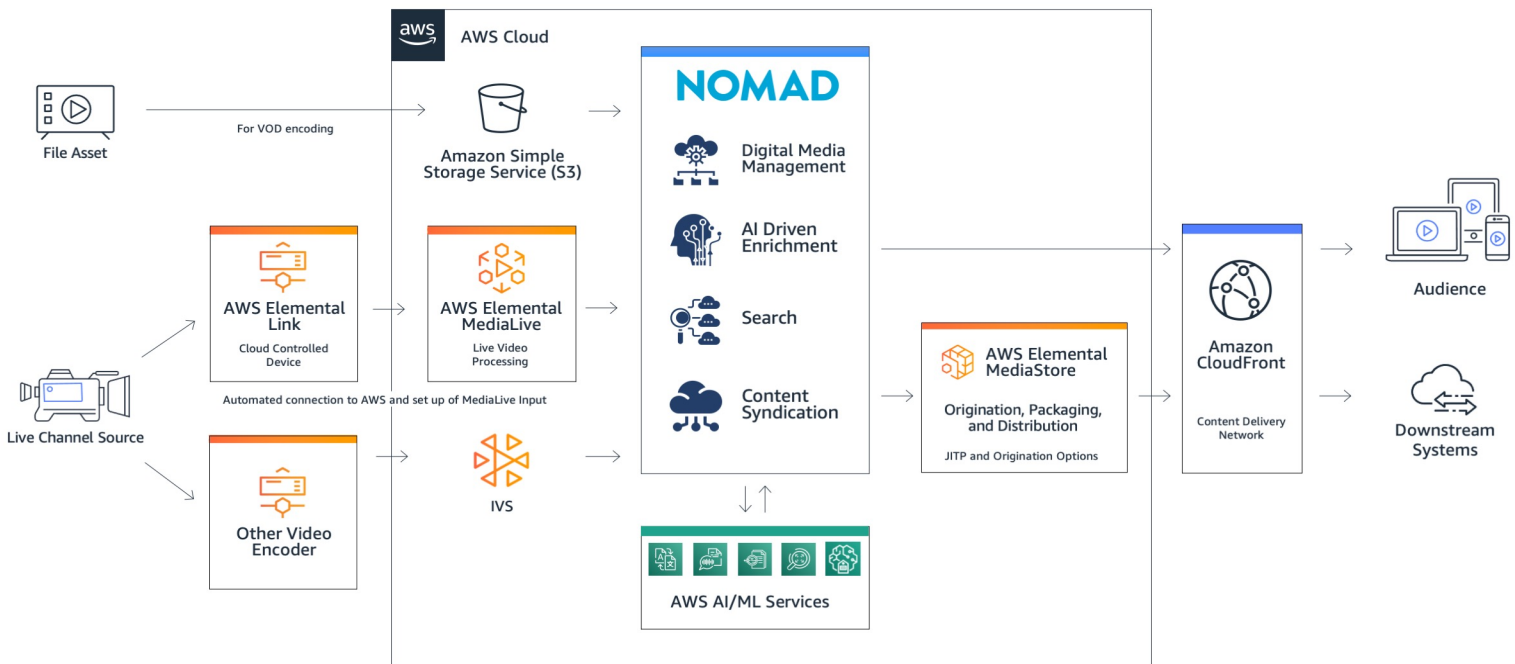 aws
AWS Cloud
File Asset
For VOD encoding
Amazon Simple
Storage Service (S3)
NOMAD
Digital Media
Management
AI Driven
Enrichment
Search
Content
Syndication
Live Channel Source
AWS Elemental
Link
Cloud Controlled
Device
AWS Elemental
MediaLive
Live Video
Processing
Automated connection to AWS and set up of MediaLive Input
Other Video
Encoder
IVS
AWS AI/ML Services
AWS Elemental
MediaStore
Origination, Packaging,
and Distribution
JITP and Origination Options
Amazon
CloudFront
Content Delivery
Network
Audience
Downstream
Systems